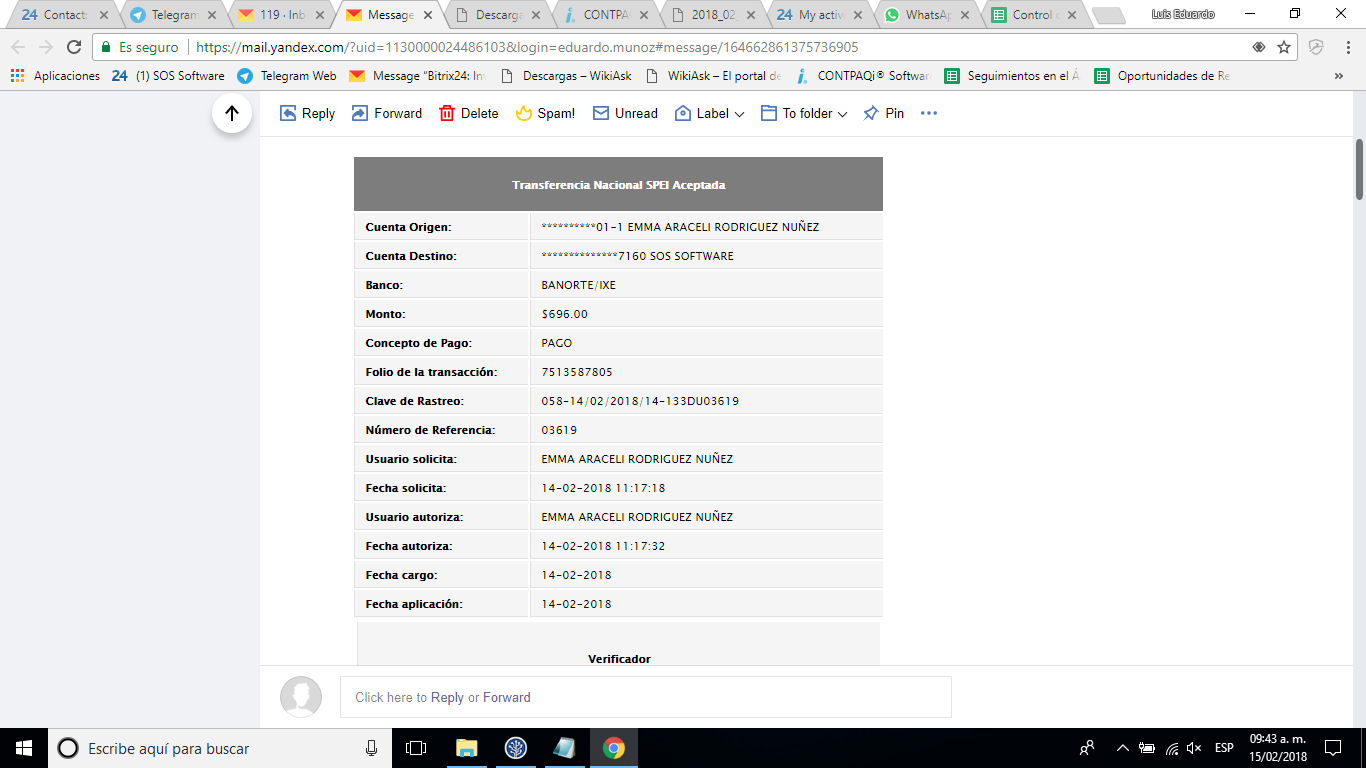 24 Contact
Telegram
119 · Inb
Message
Descarga
CONTPA
2018_02
24 My activ
WhatsAp
Control
Luis Eduardo
Es seguro
https://mail.yandex.com/?uid=1130000024486103&login=eduardo.munoz#message/164662861375736905
Aplicaciones
24 (1) SOS Software
Telegram Web
Message "Bitrix24: In
Descargas – WikiAsk
WikiAsk – El portal de
CONTPAQi® Softwar
Seguimientos en el Á
Oportunidades de Re
»
Reply
Forward
Delete
Spam!
Unread
Label
To folder
Pin
Transferencia Nacional SPEI Aceptada
Cuenta Origen: **********01-1 EMMA ARACELI RODRIGUEZ NUÑEZ
Cuenta Destino: **************7160 SOS SOFTWARE
Banco: BANORTE/IXE
Monto: $696.00
Concepto de Pago: PAGO
Folio de la transacción: 7513587805
Clave de Rastreo: 058-14/02/2018/14-133DU03619
Número de Referencia: 03619
Usuario solicita: EMMA ARACELI RODRIGUEZ NUÑEZ
Fecha solicita: 14-02-2018 11:17:18
Usuario autoriza: EMMA ARACELI RODRIGUEZ NUÑEZ
Fecha autoriza: 14-02-2018 11:17:32
Fecha cargo: 14-02-2018
Fecha aplicación: 14-02-2018
Verificador
Click here to Reply or Forward
Escribe aquí para buscar
ESP
09:43 a. m.
15/02/2018